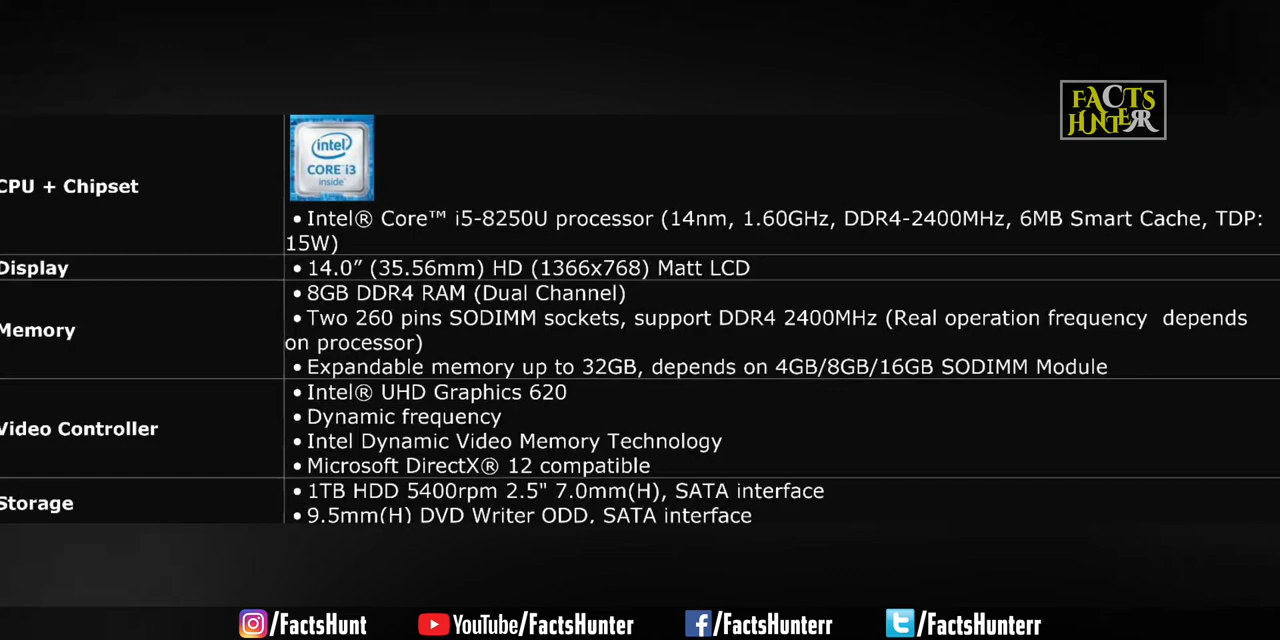 FACTS
HUNTERR
intel
CORE i3
inside
CPU + Chipset
• Intel® Core™ i5-8250U processor (14nm, 1.60GHz, DDR4-2400MHz, 6MB Smart Cache, TDP:
15W)
Display
• 14.0” (35.56mm) HD (1366x768) Matt LCD
• 8GB DDR4 RAM (Dual Channel)
Memory
• Two 260 pins SODIMM sockets, support DDR4 2400MHz (Real operation frequency depends
on processor)
• Expandable memory up to 32GB, depends on 4GB/8GB/16GB SODIMM Module
• Intel® UHD Graphics 620
• Dynamic frequency
Video Controller
• Intel Dynamic Video Memory Technology
• Microsoft DirectX® 12 compatible
• 1TB HDD 5400rpm 2.5" 7.0mm(H), SATA interface
Storage
• 9.5mm(H) DVD Writer ODD, SATA interface
/FactsHunt YouTube/FactsHunter /FactsHunterr /FactsHunterr